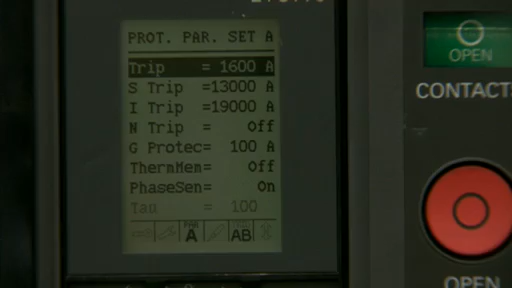 PROT. PAR. SET A
Trip = 1600 A
S Trip =13000 A
I Trip =19000 A
N Trip = Off
G Protec= 100 A
ThermMem= Off
PhaseSen= On
Tan = 100
A
AB
OPEN
CONTACT
OPEN